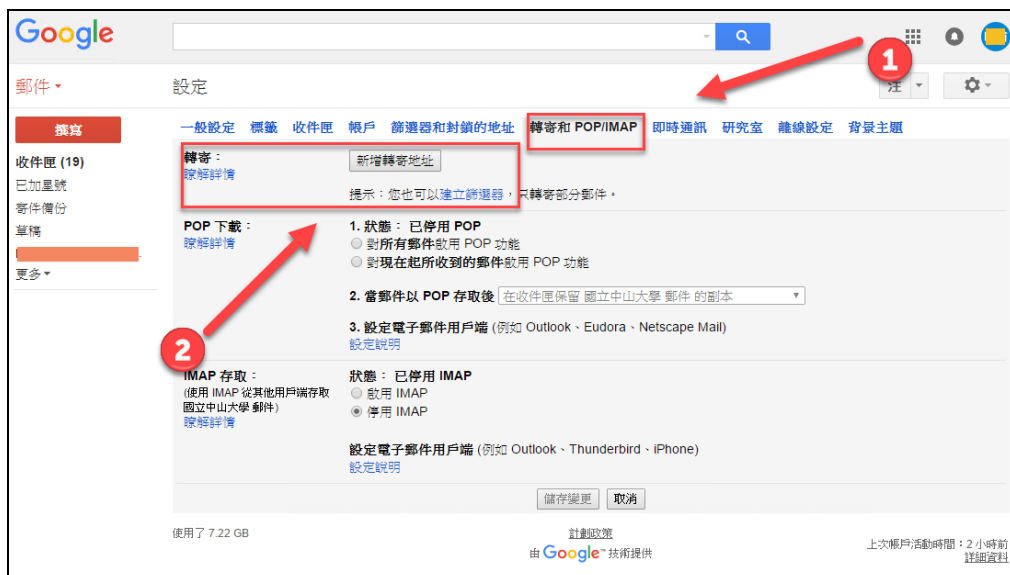 Google
1
郵件
設定
注
撰寫
一般設定 標籤 收件匣 帳戶 篩選器和封鎖的地址 轉寄和 POP/IMAP 即時通訊 研究室 離線設定 背景主題
收件匣 (19)
已加星號
寄件備份
草稿
更多
轉寄：
瞭解詳情
新增轉寄地址
提示：您也可以建立篩選器，只轉寄部分郵件。
POP 下載：
瞭解詳情
1. 狀態： 已停用 POP
對所有郵件啟用 POP 功能
對現在起所收到的郵件啟用 POP 功能
2. 當郵件以 POP 存取後 在收件匣保留 國立中山大學 郵件 的副本
3. 設定電子郵件用戶端 (例如 Outlook、Eudora、Netscape Mail)
設定說明
2
IMAP 存取：
(使用 IMAP 從其他用戶端存取
國立中山大學 郵件)
瞭解詳情
狀態： 已停用 IMAP
啟用 IMAP
停用 IMAP
設定電子郵件用戶端 (例如 Outlook、Thunderbird、iPhone)
設定說明
儲存變更 取消
使用了 7.22 GB
計劃政策
由 Google™ 技術提供
上次帳戶活動時間：2 小時前
詳細資料